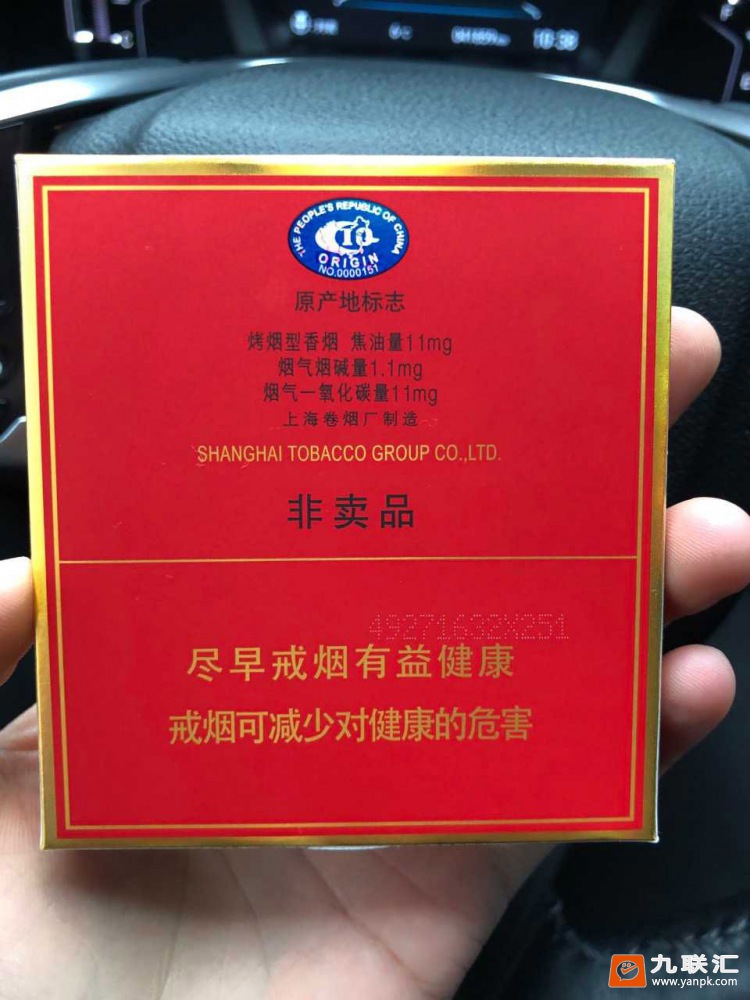 10:38
THE PEOPLE'S REPUBLIC OF CHINA
ORIGIN
NO.0000151
原产地标志
烤烟型香烟 焦油量11mg
烟气烟碱量1.1mg
烟气一氧化碳量11mg
上海卷烟厂制造
SHANGHAI TOBACCO GROUP CO.,LTD.
非卖品
49271632X251
尽早戒烟有益健康
戒烟可减少对健康的危害
九联汇
www.yanpk.com